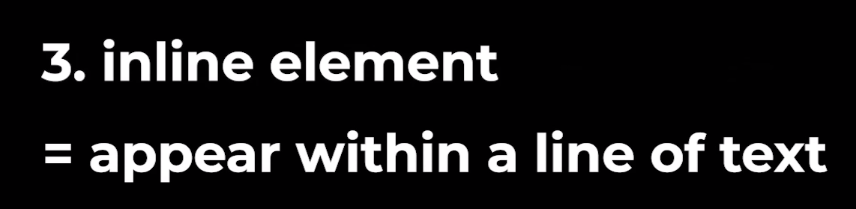 3. inline element
= appear within a line of text